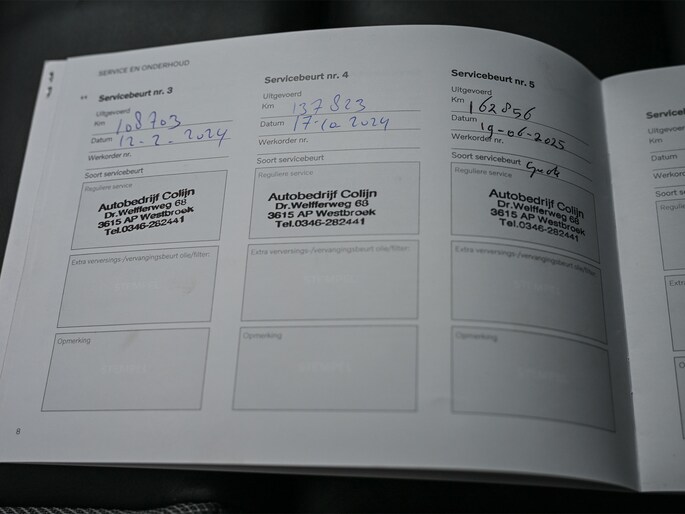 SERVICE EN ONDERHOUD
Servicebeurt nr. 3
Uitgevoerd
Km 108703
Datum 12-2-2024
Werkorder nr.
Soort servicebeurt
Reguliere service
Autobedrijf Colijn
Dr.Welfferweg 68
3615 AP Westbroek
Tel.0346-282441
Extra verversings-/vervangingsbeurt olie/filter:
Opmerking
8
Servicebeurt nr. 4
Uitgevoerd
Km 137823
Datum 17-10 2024
Werkorder nr.
Soort servicebeurt
Reguliere service
Autobedrijf Colijn
Dr.Welfferweg 68
3615 AP Westbroek
Tel.0346-282441
Extra verversings-/vervangingsbeurt olie/filter:
Opmerking
Servicebeurt nr. 5
Uitgevoerd
Km 162856
Datum 19-06-2025
Werkorder nr.
Soort servicebeurt
Reguliere service
Autobedrijf Colijn
Dr.Welfferweg 68
3615 AP Westbroek
Tel.0346-282441
Extra verversings-/vervangingsbeurt olie/filter:
Opmerking
Km
Datum